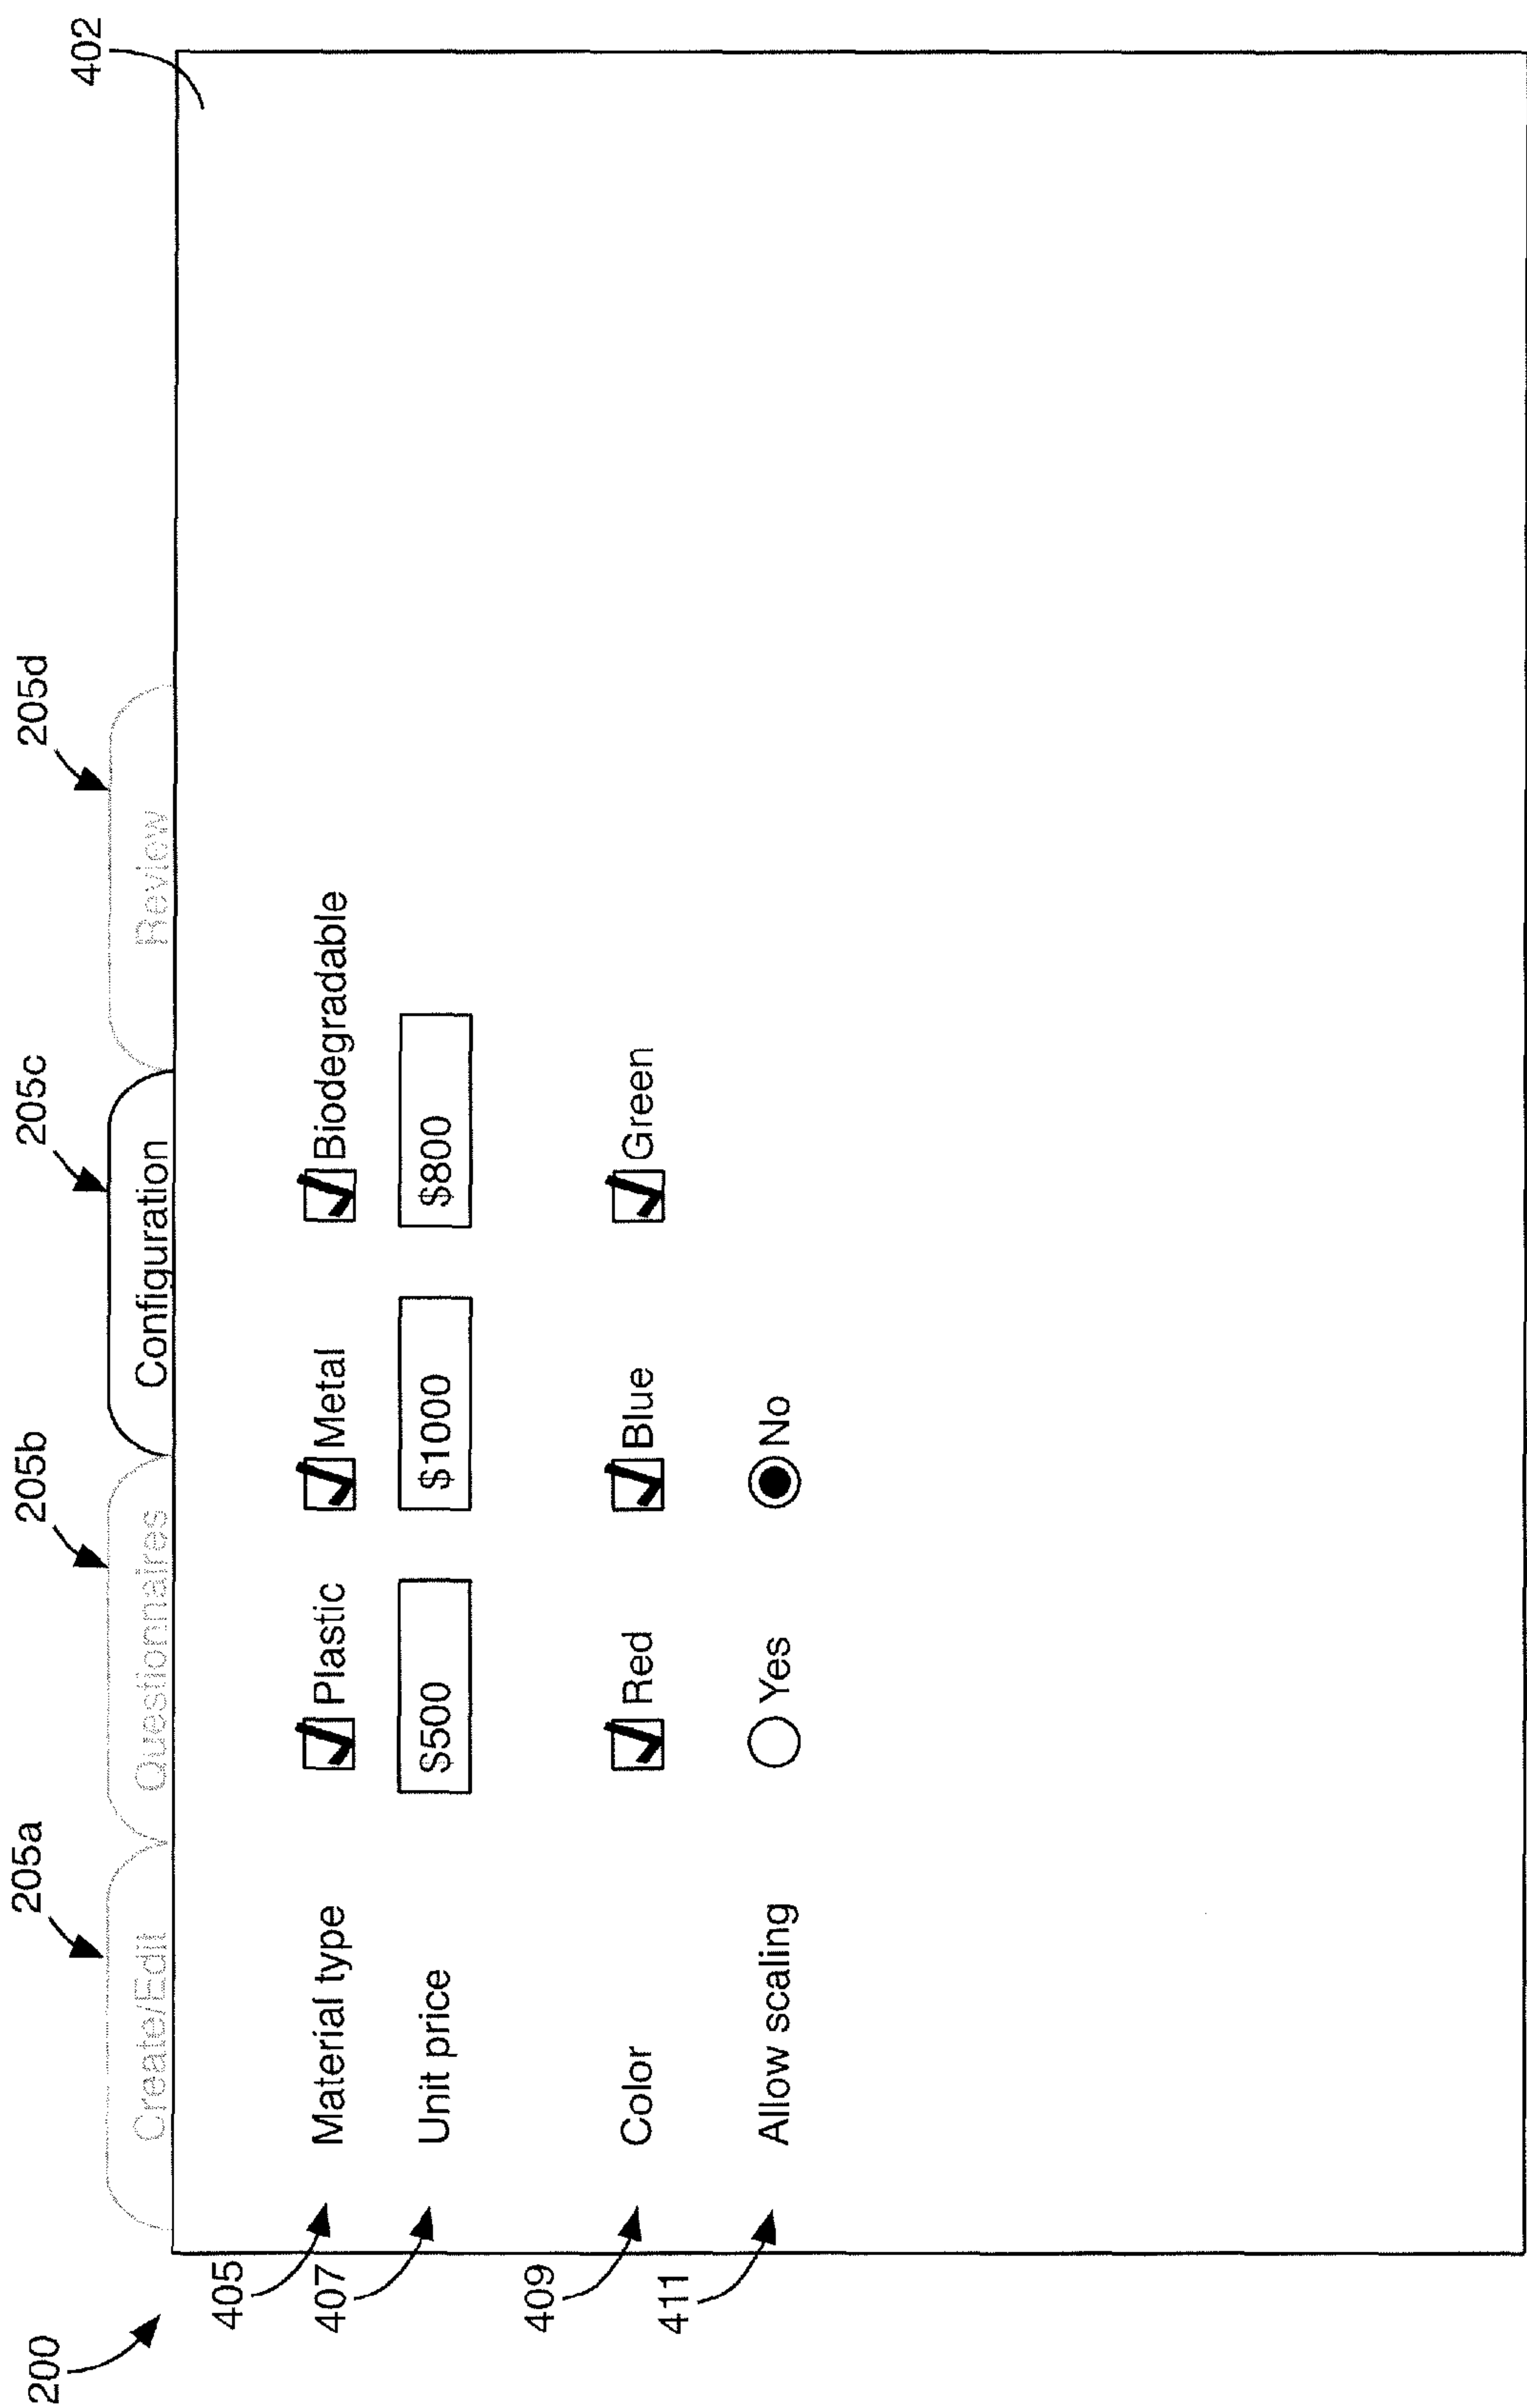 200
205a
205b
205c
205d
402
Create/Edit
Questionnaires
Configuration
Review
405
Material type
Plastic
Metal
Biodegradable
407
Unit price
$500
$1000
$800
409
Color
Red
Blue
Green
411
Allow scaling
Yes
No